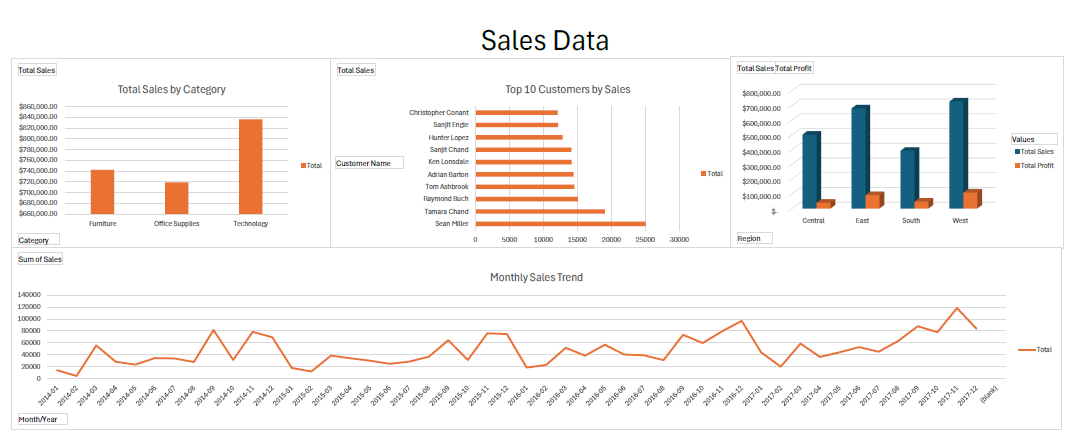 Sales Data
Total Sales
Total Sales by Category
$860,000.00
$840,000.00
$820,000.00
$800,000.00
$780,000.00
$760,000.00
$740,000.00
$720,000.00
$700,000.00
$680,000.00
$660,000.00
Furniture Office Supplies Technology
Total
Category
Total Sales
Top 10 Customers by Sales
Christopher Conant
Sanjit Engle
Hunter Lopez
Sanjit Chand
Ken Lonsdale
Adrian Barton
Tom Ashbrook
Raymond Buch
Tamara Chand
Sean Miller
0 5000 10000 15000 20000 25000 30000
Customer Name
Total
Total Sales Total Profit
$800,000.00
$700,000.00
$600,000.00
$500,000.00
$400,000.00
$300,000.00
$200,000.00
$100,000.00
$-
Central East South West
Values
Total Sales
Total Profit
Region
Sum of Sales
Monthly Sales Trend
140000
120000
100000
80000
60000
40000
20000
0
2014-01 2014-02 2014-03 2014-04 2014-05 2014-06 2014-07 2014-08 2014-09 2014-10 2014-11 2014-12 2015-01 2015-02 2015-03 2015-04 2015-05 2015-06 2015-07 2015-08 2015-09 2015-10 2015-11 2015-12 2016-01 2016-02 2016-03 2016-04 2016-05 2016-06 2016-07 2016-08 2016-09 2016-10 2016-11 2016-12 2017-01 2017-02 2017-03 2017-04 2017-05 2017-06 2017-07 2017-08 2017-09 2017-10 2017-11 2017-12 (blank)
Total
Month/Year